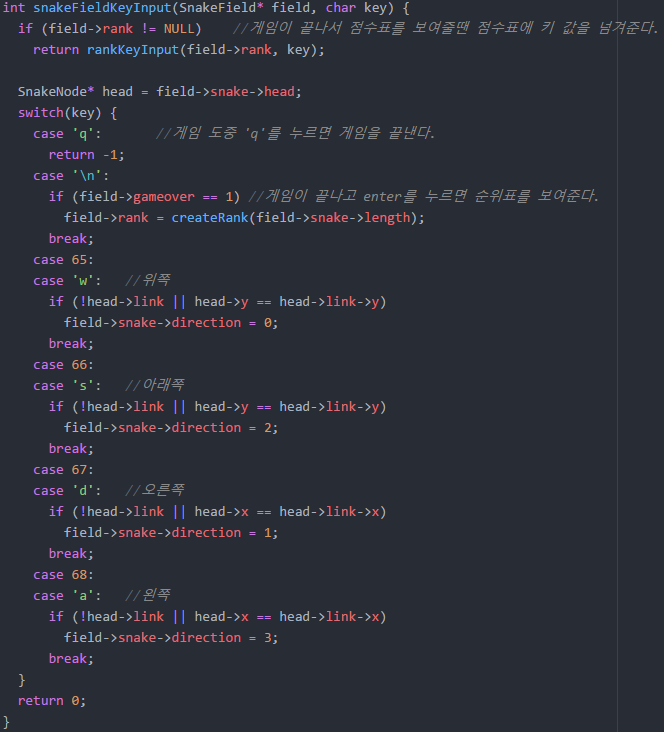 int snakeFieldKeyInput(SnakeField* field, char key) {
  if (field->rank != NULL)    //게임이 끝나서 점수표를 보여줄땐 점수표에 키 값을 넘겨준다.
    return rankKeyInput(field->rank, key);

  SnakeNode* head = field->snake->head;
  switch(key) {
    case 'q':       //게임 도중 'q'를 누르면 게임을 끝낸다.
      return -1;
    case '\n':
      if (field->gameover == 1) //게임이 끝나고 enter를 누르면 순위표를 보여준다.
        field->rank = createRank(field->snake->length);
      break;
    case 65:
    case 'w':   //위쪽
      if (!head->link || head->y == head->link->y)
        field->snake->direction = 0;
      break;
    case 66:
    case 's':   //아래쪽
      if (!head->link || head->y == head->link->y)
        field->snake->direction = 2;
      break;
    case 67:
    case 'd':   //오른쪽
      if (!head->link || head->x == head->link->x)
        field->snake->direction = 1;
      break;
    case 68:
    case 'a':   //왼쪽
      if (!head->link || head->x == head->link->x)
        field->snake->direction = 3;
      break;
  }
  return 0;
}